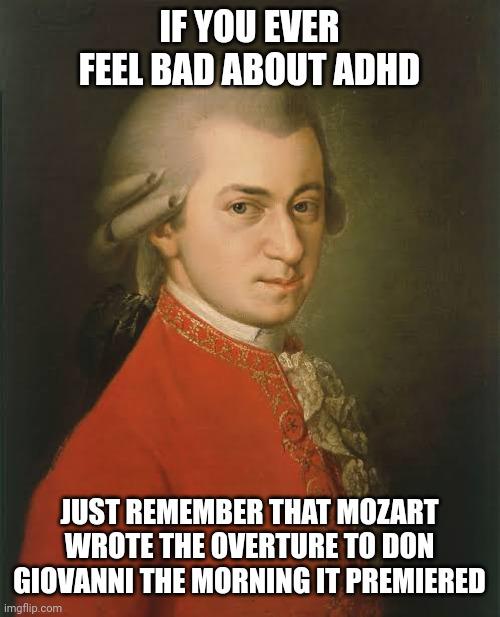 IF YOU EVER
FEEL BAD ABOUT ADHD
JUST REMEMBER THAT MOZART
WROTE THE OVERTURE TO DON
GIOVANNI THE MORNING IT PREMIERED
imgflip.com